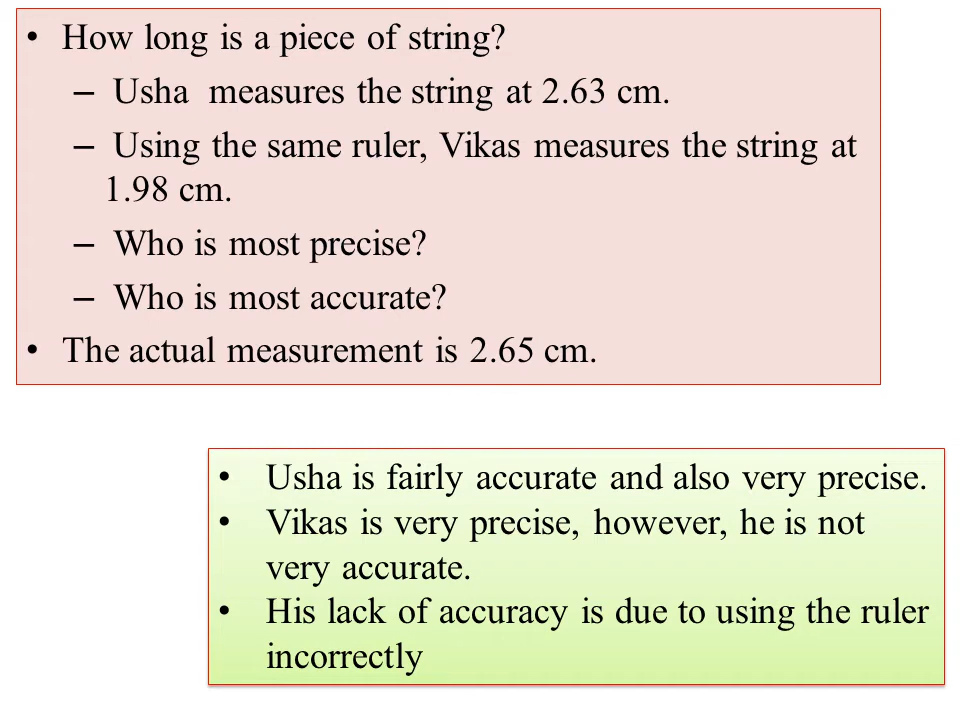 • How long is a piece of string?
– Usha measures the string at 2.63 cm.
– Using the same ruler, Vikas measures the string at
1.98 cm.
– Who is most precise?
– Who is most accurate?
• The actual measurement is 2.65 cm.
• Usha is fairly accurate and also very precise.
• Vikas is very precise, however, he is not
very accurate.
• His lack of accuracy is due to using the ruler
incorrectly